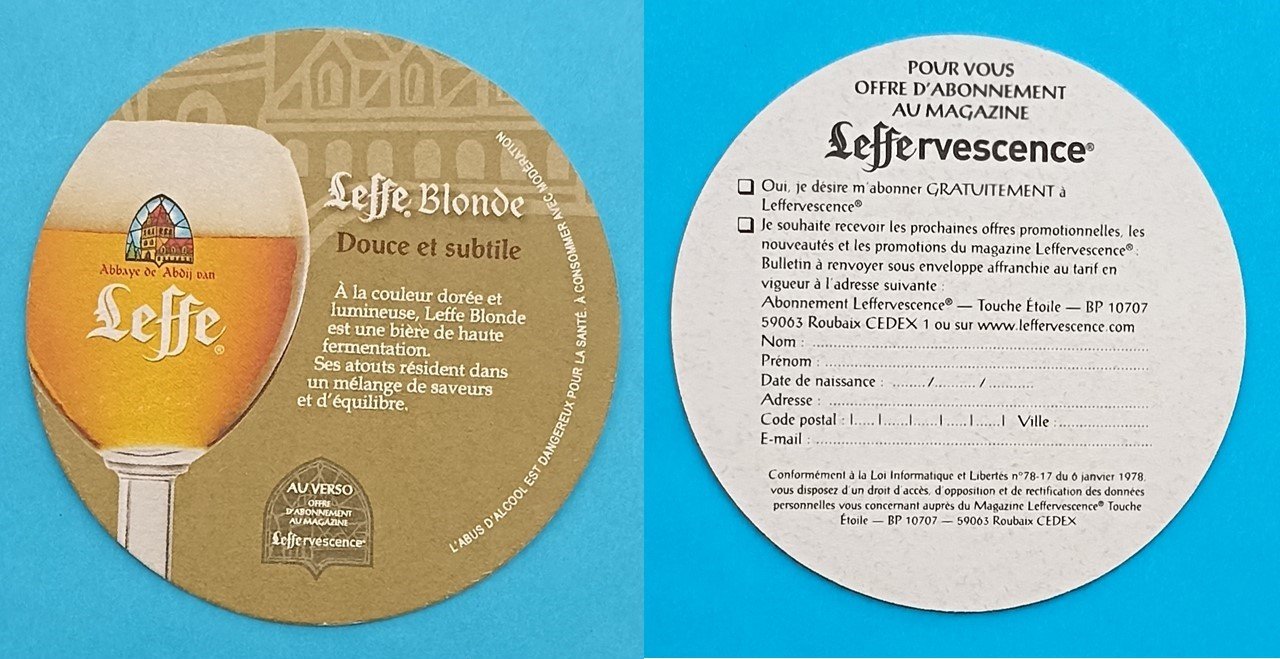 Abbaye de Abdij van
Leffe®
Leffe® Blonde
Douce et subtile
À la couleur dorée et
lumineuse, Leffe Blonde
est une bière de haute
fermentation.
Ses atouts résident dans
un mélange de saveurs
et d'équilibre.
AU VERSO
OFFRE
D'ABONNEMENT
AU MAGAZINE
Leffervescence®
L'ABUS D'ALCOOL EST DANGEREUX POUR LA SANTÉ. À CONSOMMER AVEC MODÉRATION
POUR VOUS
OFFRE D'ABONNEMENT
AU MAGAZINE
Leffervescence®
Oui, je désire m'abonner GRATUITEMENT à
Leffervescence®
Je souhaite recevoir les prochaines offres promotionnelles, les
nouveautés et les promotions du magazine Leffervescence®.
Bulletin à renvoyer sous enveloppe affranchie au tarif en
vigueur à l'adresse suivante :
Abonnement Leffervescence® — Touche Étoile — BP 10707
59063 Roubaix CEDEX 1 ou sur www.leffervescence.com
Nom :
Prénom :
Date de naissance : ......./........../............
Adresse :
Code postal : |.....|......|......|......|......| Ville :
E-mail :
Conformément à la Loi Informatique et Libertés n°78-17 du 6 janvier 1978,
vous disposez d'un droit d'accès, d'opposition et de rectification des données
personnelles vous concernant auprès du Magazine Leffervescence® Touche
Étoile — BP 10707 — 59063 Roubaix CEDEX